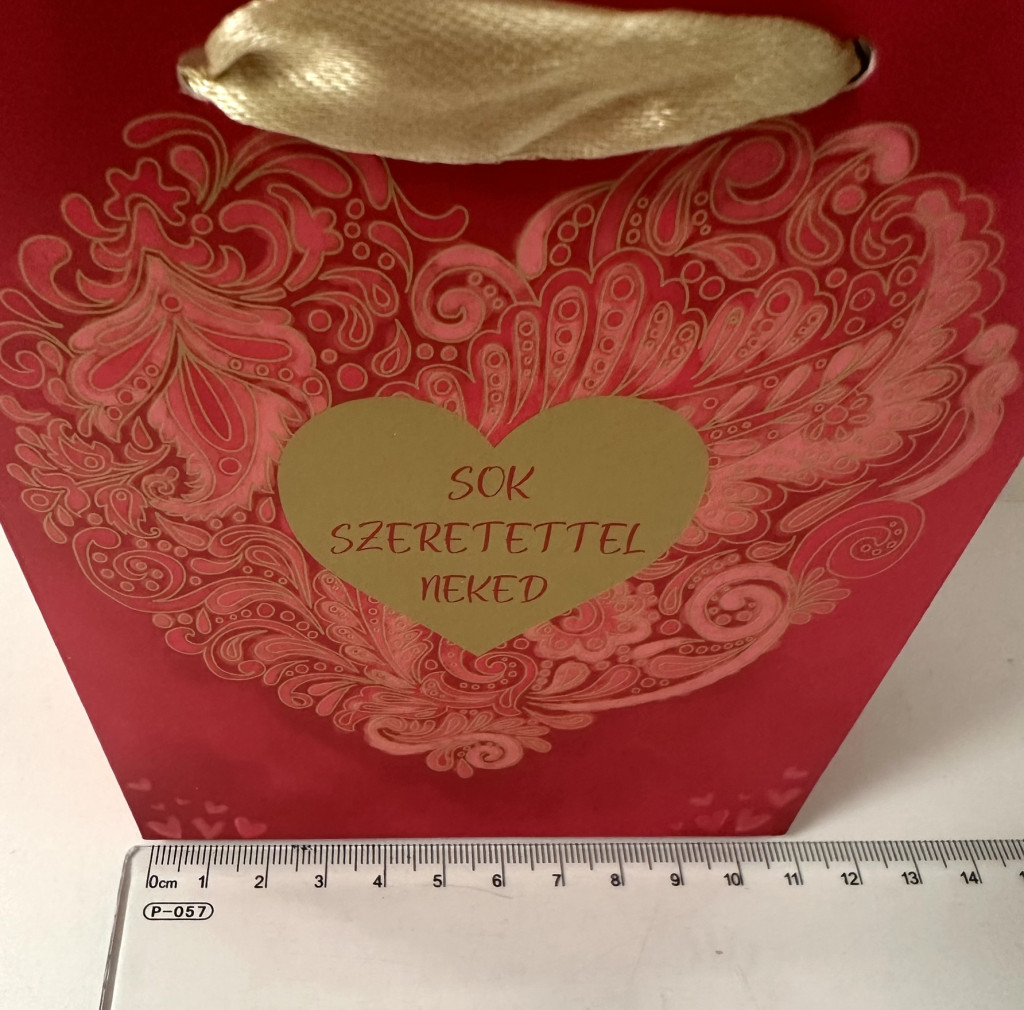 SOK
SZERETETTEL
NEKED
0cm 1 2 3 4 5 6 7 8 9 10 11 12 13 14
P-057